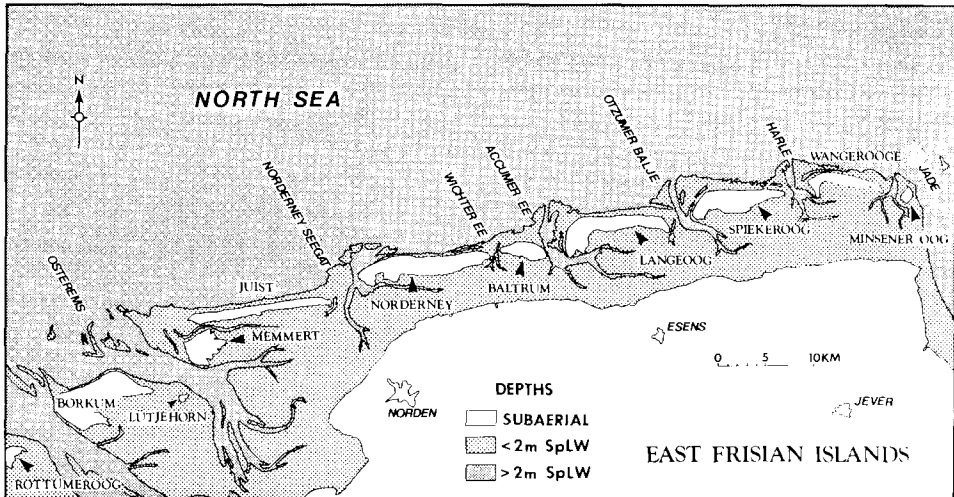 N
NORTH SEA
OTZUMER BALJE
HARLE
WANGEROOGE
JADE
ACCUMER EE
WICHTER EE
NORDERNEY SEEGAT
OSTEREMS
SPIEKEROOG
MINSENER OOG
LANGEOOG
BALTRUM
NORDERNEY
JUIST
MEMMERT
ESENS
0 5 10KM
BORKUM
LUTJEHORN
NORDEN
JEVER
DEPTHS
SUBAERIAL
<2m SpLW
>2m SpLW
EAST FRISIAN ISLANDS
ROTTUMEROOG